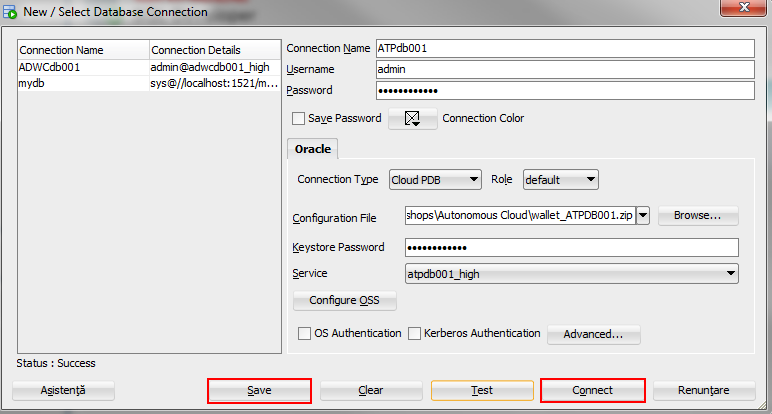 New / Select Database Connection
Connection Name Connection Details
ADWCdb001 admin@adwcdb001_high
mydb sys@//localhost:1521/m...
Connection Name ATPdb001
Username admin
Password ••••••••••••
Save Password Connection Color
Oracle
Connection Type Cloud PDB Role default
Configuration File shops\Autonomous Cloud\wallet_ATPDB001.zip Browse...
Keystore Password ••••••••••••
Service atpdb001_high
Configure OSS
OS Authentication Kerberos Authentication Advanced...
Status : Success
Asistenţă Save Clear Test Connect Renunţare